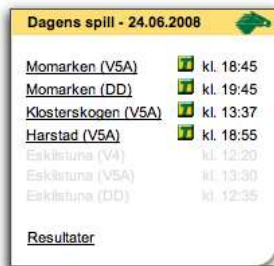 Dagens spill - 24.06.2008
Momarken (V5A) kl. 18:45
Momarken (DD) kl. 19:45
Klosterskogen (V5A) kl. 13:37
Harstad (V5A) kl. 18:55
Eskilstuna (V4) kl. 12:20
Eskilstuna (V5A) kl. 13:30
Eskilstuna (DD) kl. 12:35
Resultater